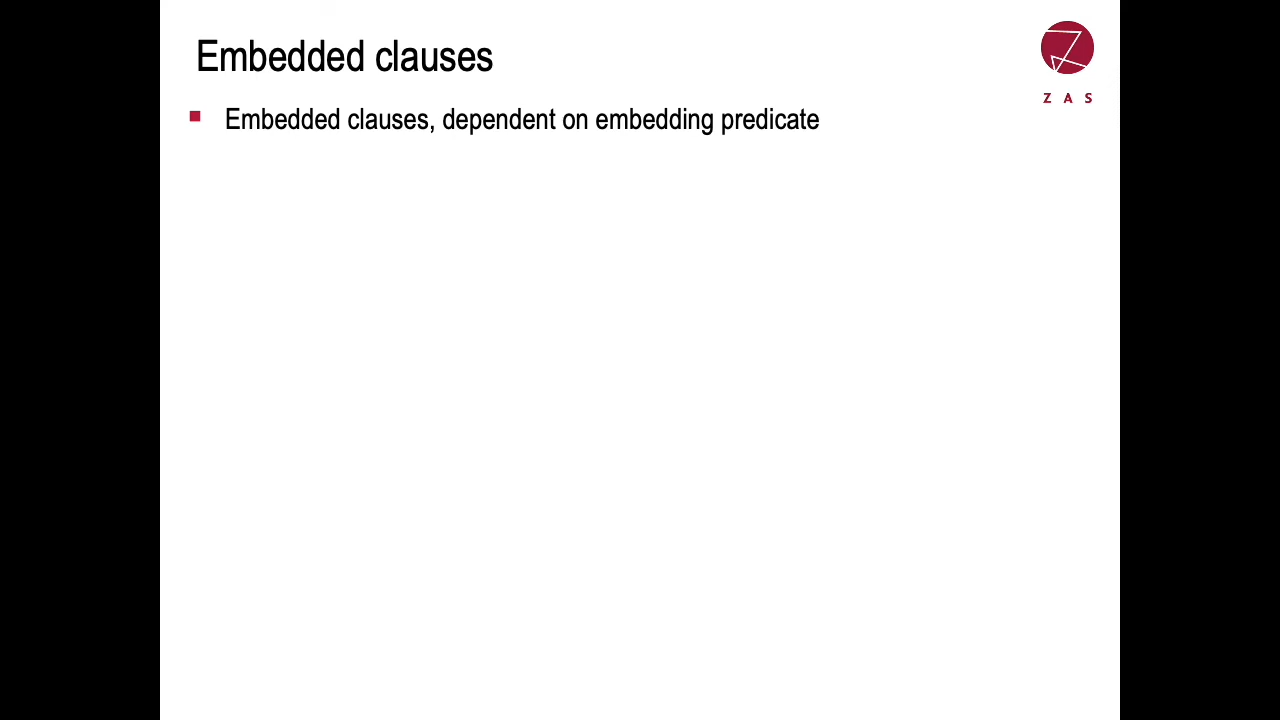 Embedded clauses
Z A S
Embedded clauses, dependent on embedding predicate